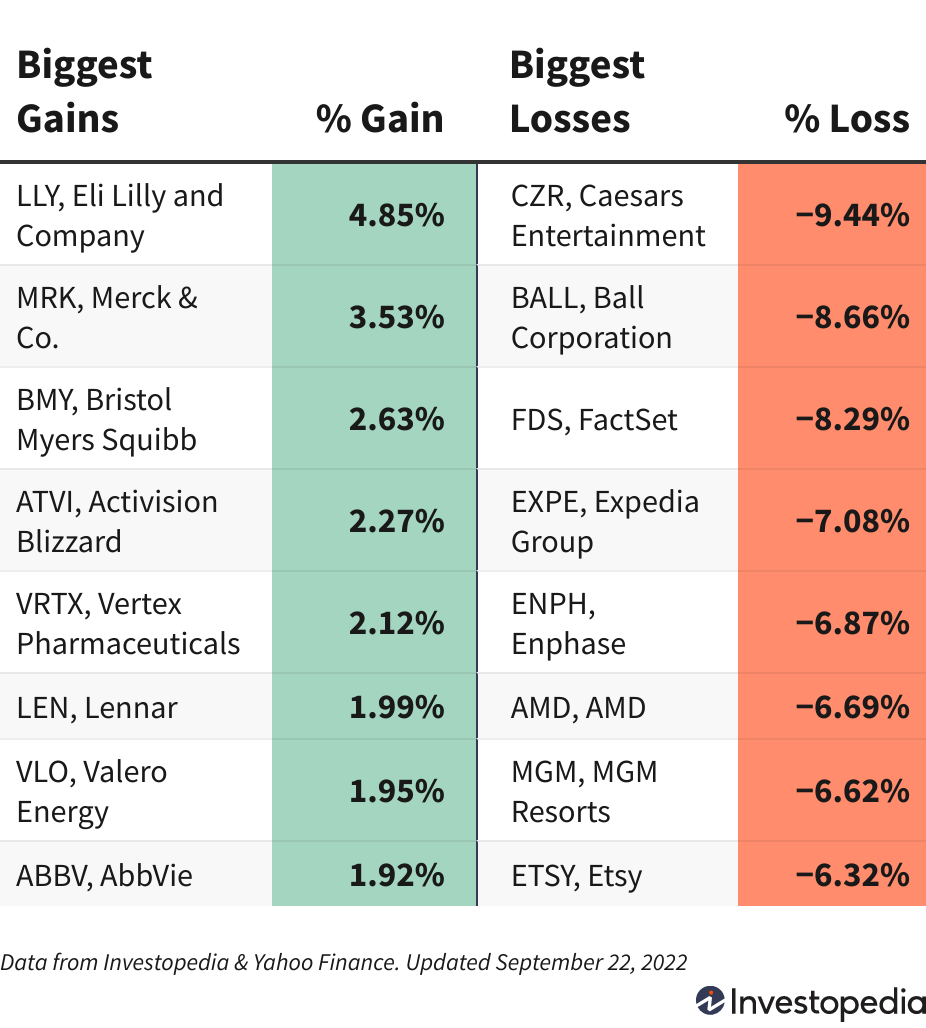 Biggest
Gains
% Gain
Biggest
Losses
% Loss
LLY, Eli Lilly and
Company
4.85%
CZR, Caesars
Entertainment
−9.44%
MRK, Merck &
Co.
3.53%
BALL, Ball
Corporation
−8.66%
BMY, Bristol
Myers Squibb
2.63%
FDS, FactSet
−8.29%
ATVI, Activision
Blizzard
2.27%
EXPE, Expedia
Group
−7.08%
VRTX, Vertex
Pharmaceuticals
2.12%
ENPH,
Enphase
−6.87%
LEN, Lennar
1.99%
AMD, AMD
−6.69%
VLO, Valero
Energy
1.95%
MGM, MGM
Resorts
−6.62%
ABBV, AbbVie
1.92%
ETSY, Etsy
−6.32%
Data from Investopedia & Yahoo Finance. Updated September 22, 2022
Investopedia